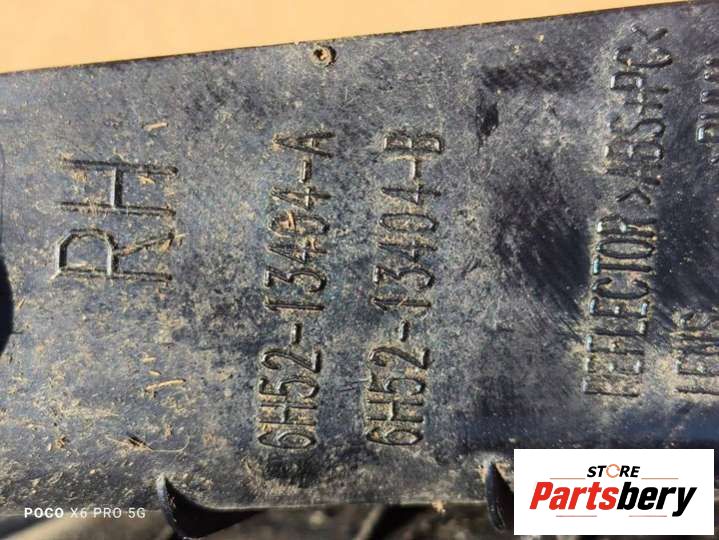 RH
6H52-13404-A
6H52-13404-B
REFLECTOR >ABS+PC<
LENS
POCO X6 PRO 5G
STORE
Partsbery